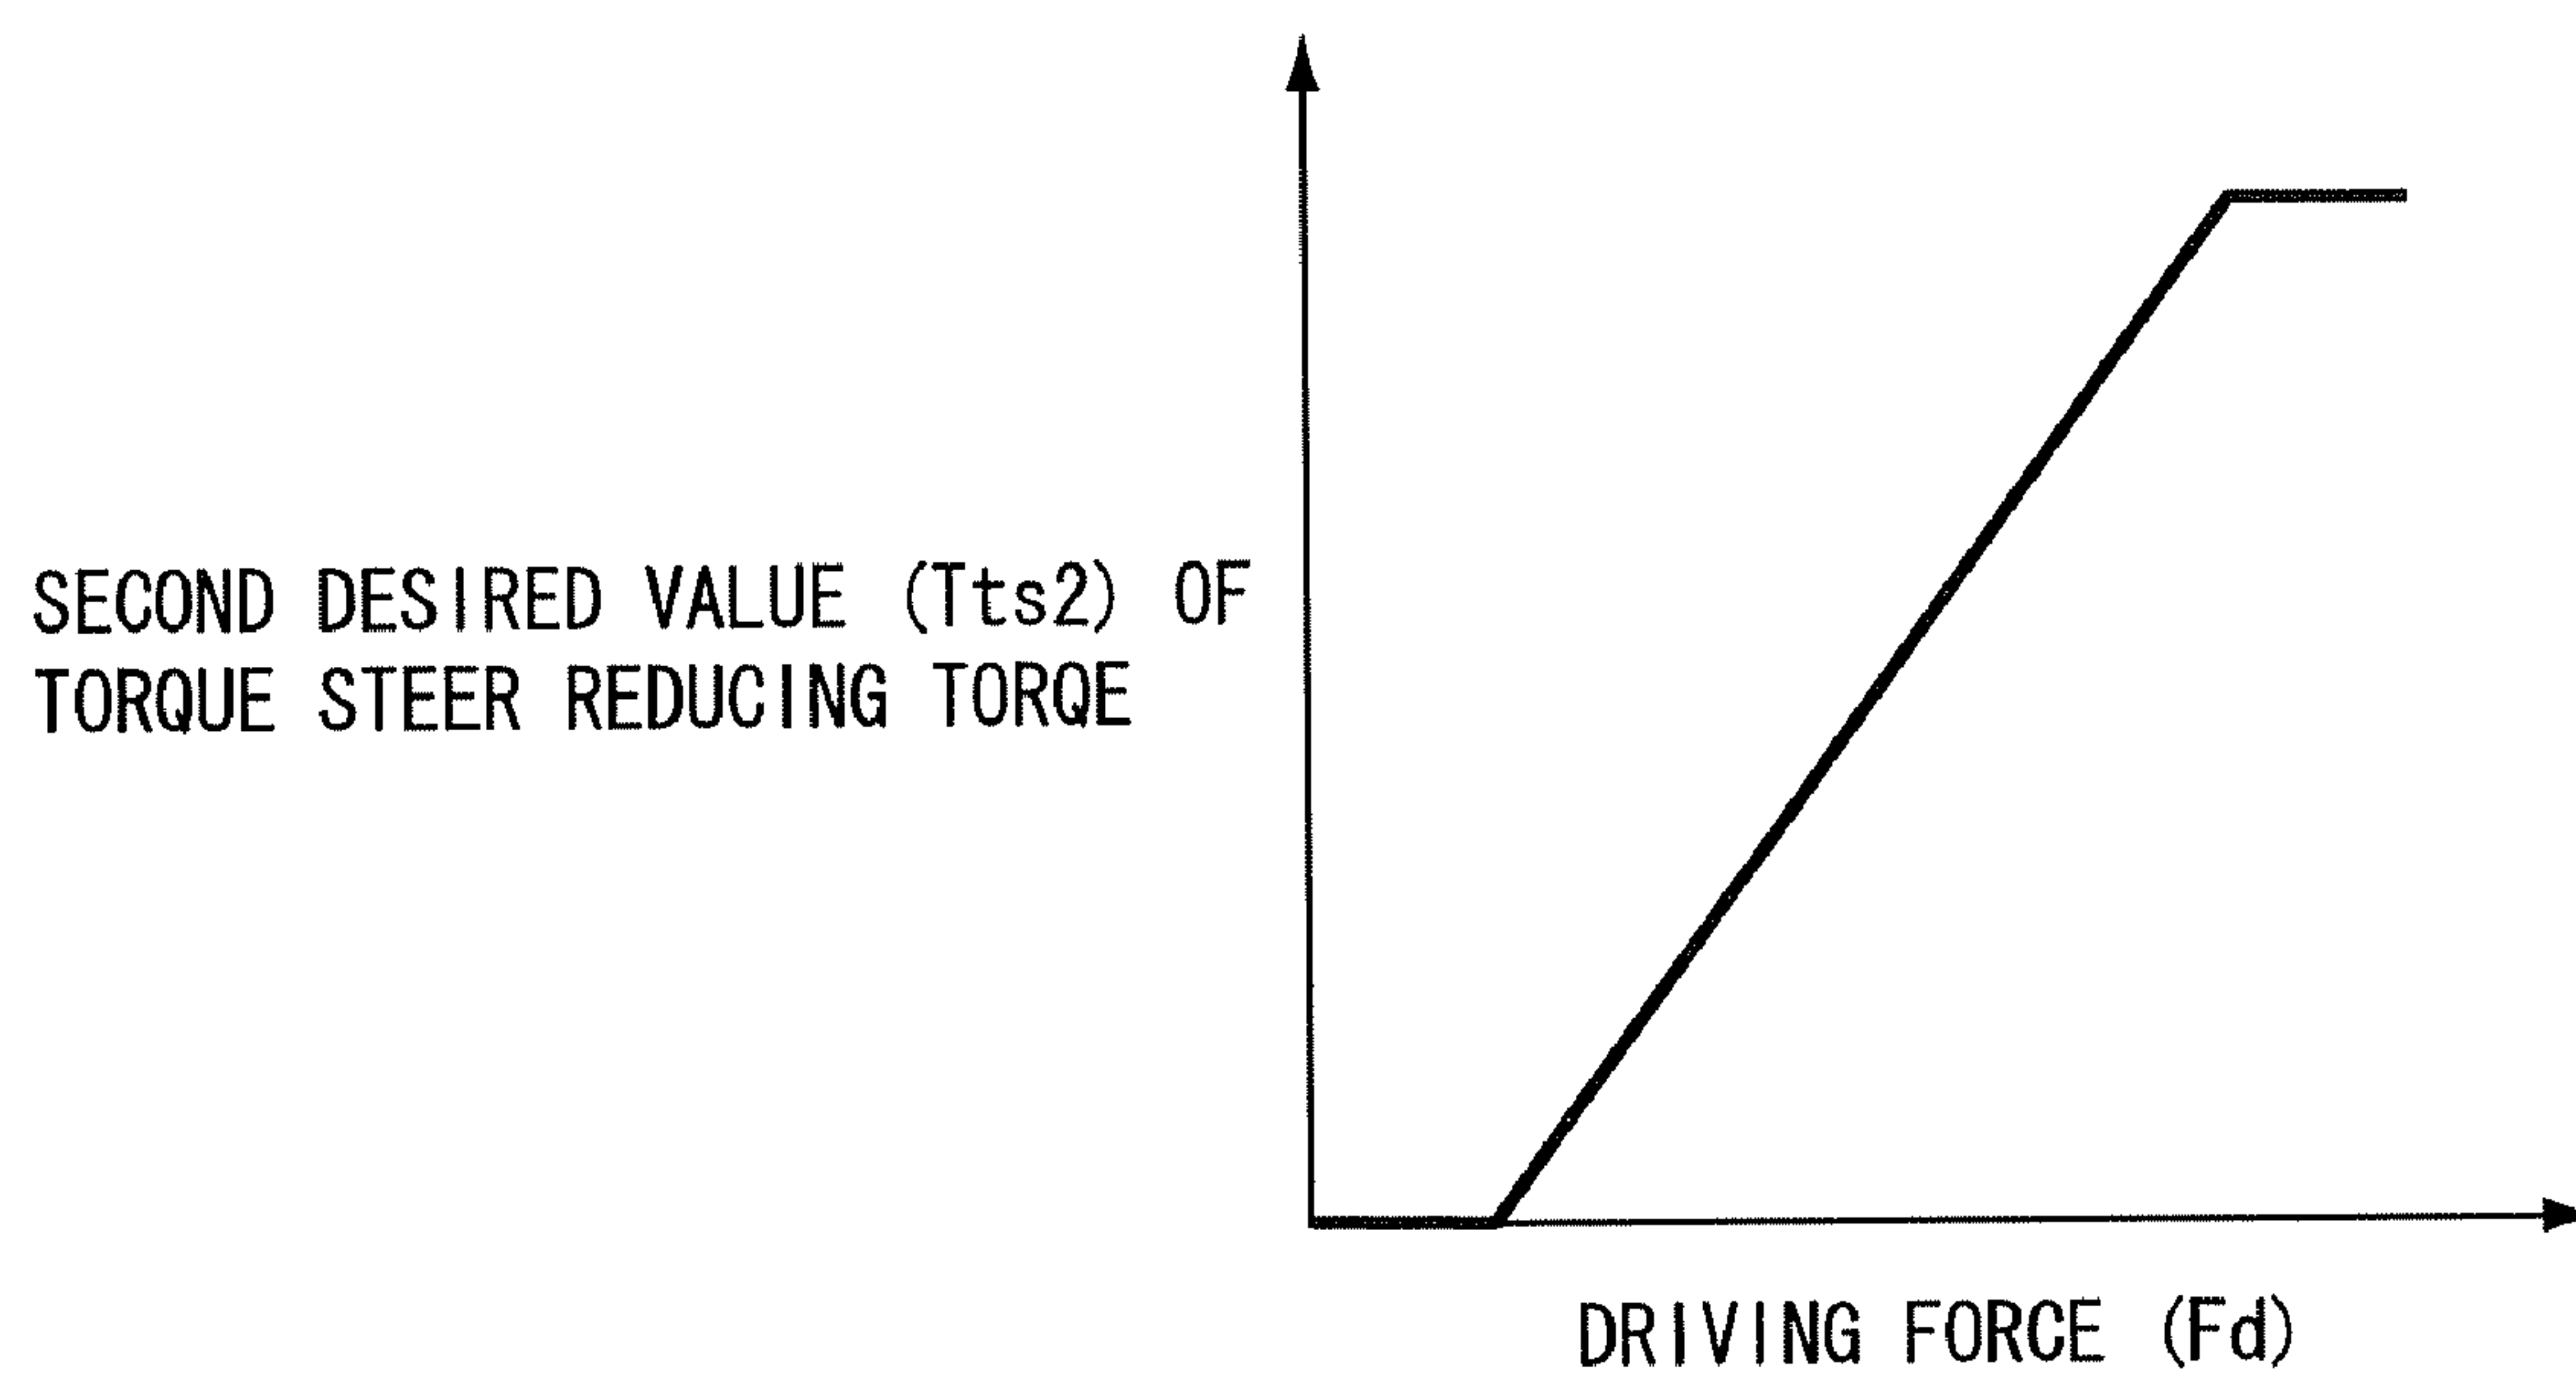 SECOND DESIRED VALUE (Tts2) OF
TORQUE STEER REDUCING TORQE
DRIVING FORCE (Fd)